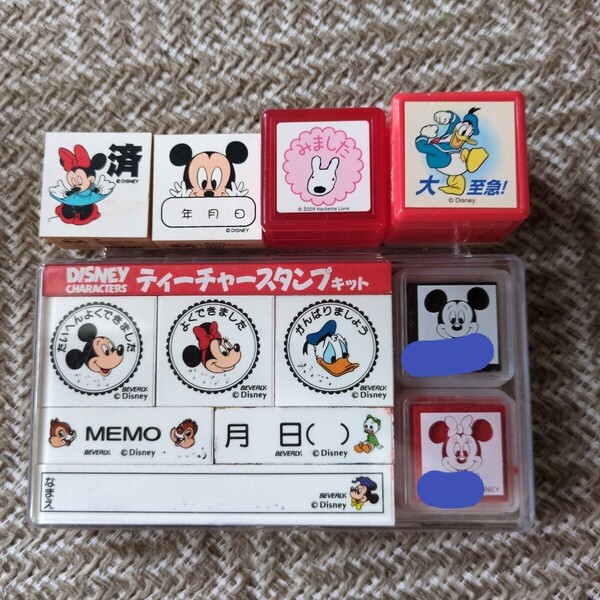 済
© DISNEY
年 月 日
© DISNEY
みました
© 2009 Hachette Livre
大至急!
© Disney
DISNEY
CHARACTERS
ティーチャースタンプキット
たいへんよくできました
BEVERLY.
© Disney
よくできました
BEVERLY.
© Disney
がんばりましょう
BEVERLY.
© Disney
MEMO
BEVERLY. © Disney
月 日( )
BEVERLY. © Disney
なまえ
BEVERLY.
© Disney